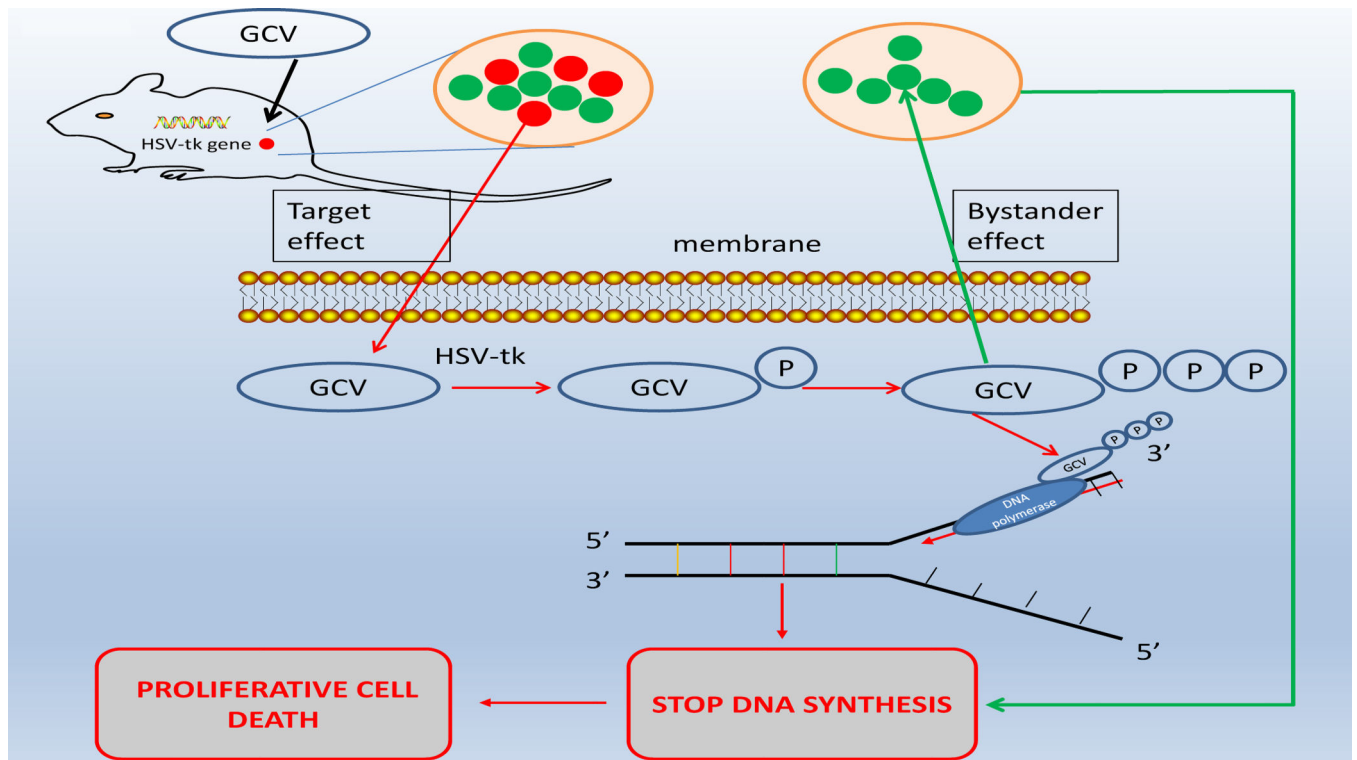 GCV
HSV-tk gene
Target
effect
Bystander
effect
membrane
HSV-tk
GCV
GCV
P
GCV
P
P
P
GCV
P
P
P
3’
DNA
polymerase
5’
3’
5’
PROLIFERATIVE CELL
DEATH
STOP DNA SYNTHESIS